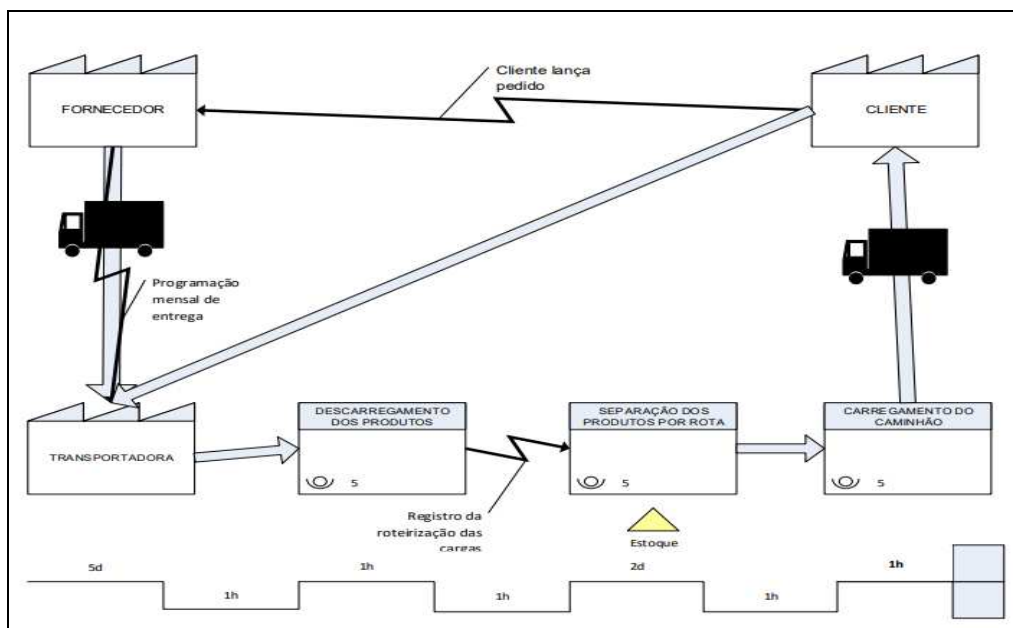 Cliente lança
pedido
FORNECEDOR
CLIENTE
Programação
mensal de
entrega
TRANSPORTADORA
DESCARREGAMENTO
DOS PRODUTOS
5
SEPARAÇÃO DOS
PRODUTOS POR ROTA
5
CARREGAMENTO DO
CAMINHÃO
5
Registro da
roteirização das
cargas
Estoque
5d
1h
1h
1h
2d
1h
1h